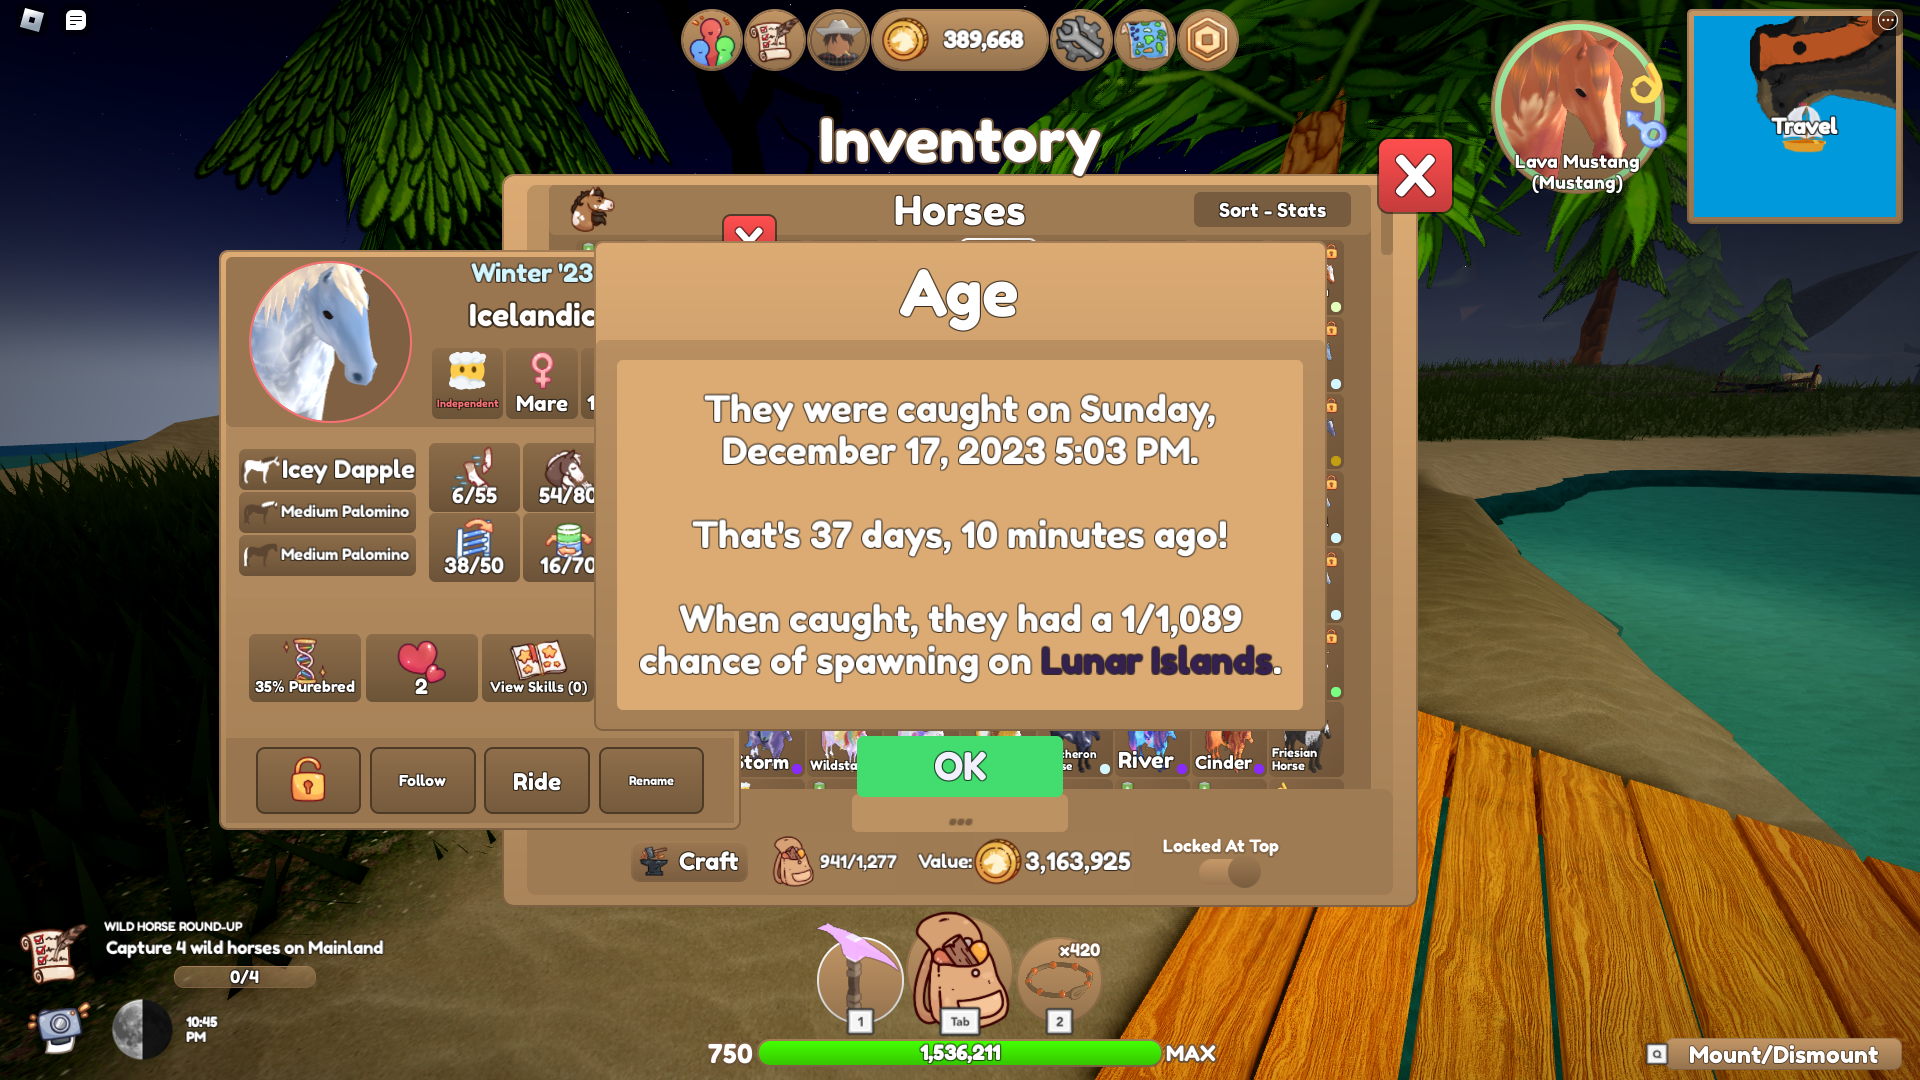 389,668
Inventory
Lava Mustang
(Mustang)
Travel
Horses
Sort - Stats
Winter '23
Icelandic
Age
Independent
Mare
They were caught on Sunday,
December 17, 2023 5:03 PM.
Icey Dapple
Medium Palomino
Medium Palomino
6/55
54/80
38/50
16/70
That's 37 days, 10 minutes ago!
When caught, they had a 1/1,089
chance of spawning on Lunar Islands.
35% Purebred
2
View Skills (0)
Follow
Ride
Rename
River
Cinder
Friesian
Horse
OK
Craft
941/1,277
Value:
3,163,925
Locked At Top
WILD HORSE ROUND-UP
Capture 4 wild horses on Mainland
0/4
10:45
PM
x420
1
Tab
2
750
1,536,211
MAX
Q
Mount/Dismount